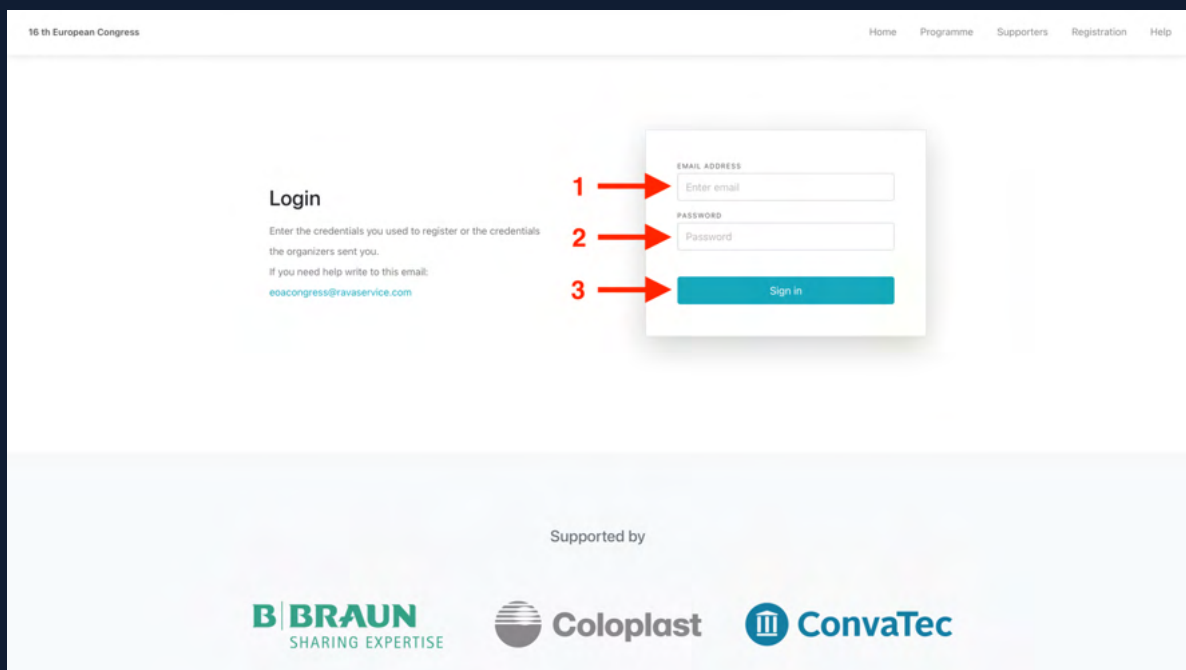 16 th European Congress
Home Programme Supporters Registration Help
Login
Enter the credentials you used to register or the credentials
the organizers sent you.
If you need help write to this email:
eoacongress@ravaservice.com
1
EMAIL ADDRESS
Enter email
2
PASSWORD
Password
3
Sign in
Supported by
B|BRAUN
SHARING EXPERTISE
Coloplast
ConvaTec